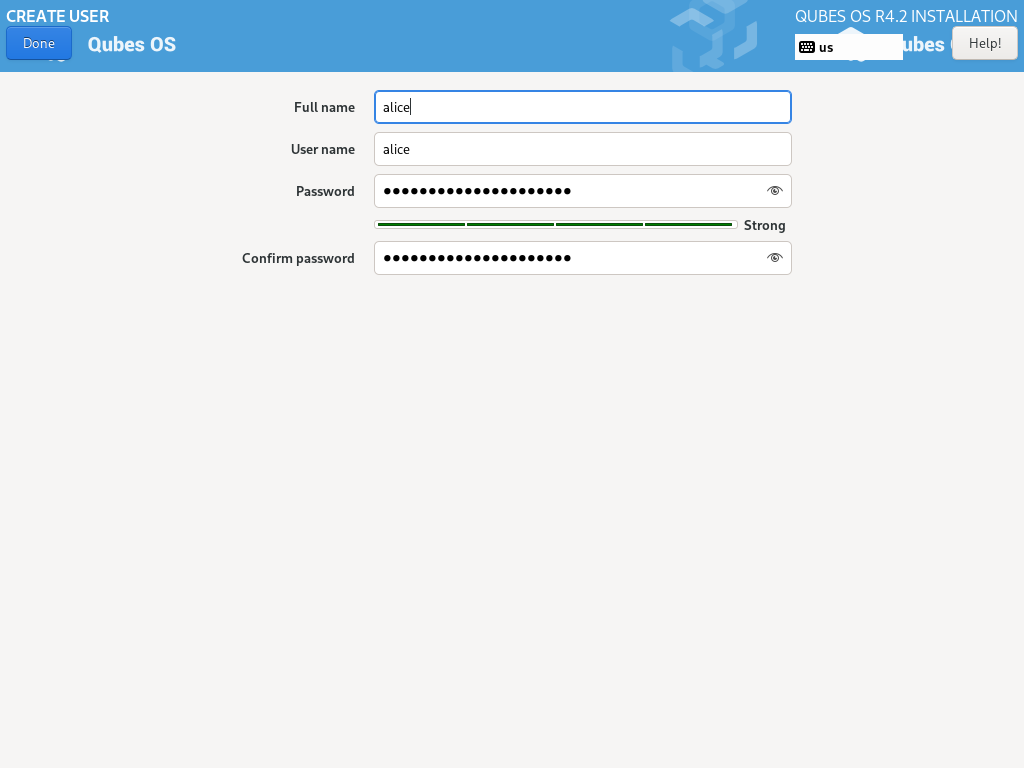 CREATE USER
QUBES OS R4.2 INSTALLATION
Done
Qubes OS
us
Help!
Full name
alice
User name
alice
Password
●●●●●●●●●●●●●●●●●●●●●
Strong
Confirm password
●●●●●●●●●●●●●●●●●●●●●